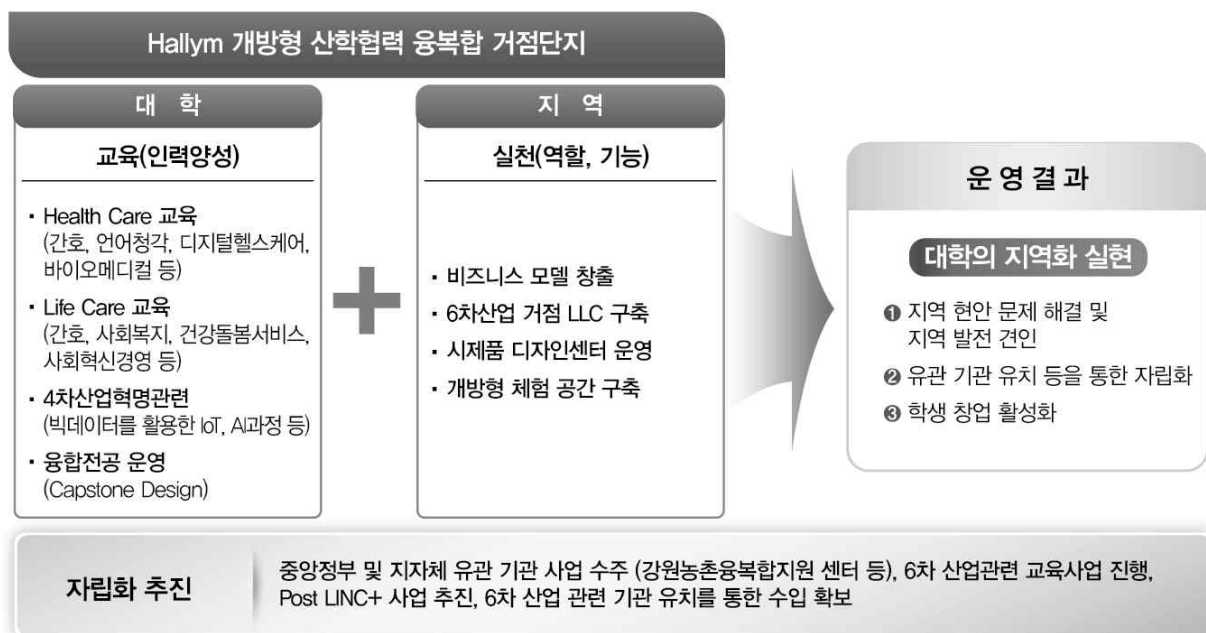 Hallym 개방형 산학협력 융복합 거점단지
대 학
교육(인력양성)
· Health Care 교육
(간호, 언어청각, 디지털헬스케어,
바이오메디컬 등)
· Life Care 교육
(간호, 사회복지, 건강돌봄서비스,
사회혁신경영 등)
· 4차산업혁명관련
(빅데이터를 활용한 IoT, AI과정 등)
· 융합전공 운영
(Capstone Design)
지 역
실천(역할, 기능)
· 비즈니스 모델 창출
· 6차산업 거점 LLC 구축
· 시제품 디자인센터 운영
· 개방형 체험 공간 구축
운영결과
대학의 지역화 실현
❶ 지역 현안 문제 해결 및
지역 발전 견인
❷ 유관 기관 유치 등을 통한 자립화
❸ 학생 창업 활성화
자립화 추진
중앙정부 및 지자체 유관 기관 사업 수주 (강원농촌융복합지원 센터 등), 6차 산업관련 교육사업 진행,
Post LINC+ 사업 추진, 6차 산업 관련 기관 유치를 통한 수입 확보